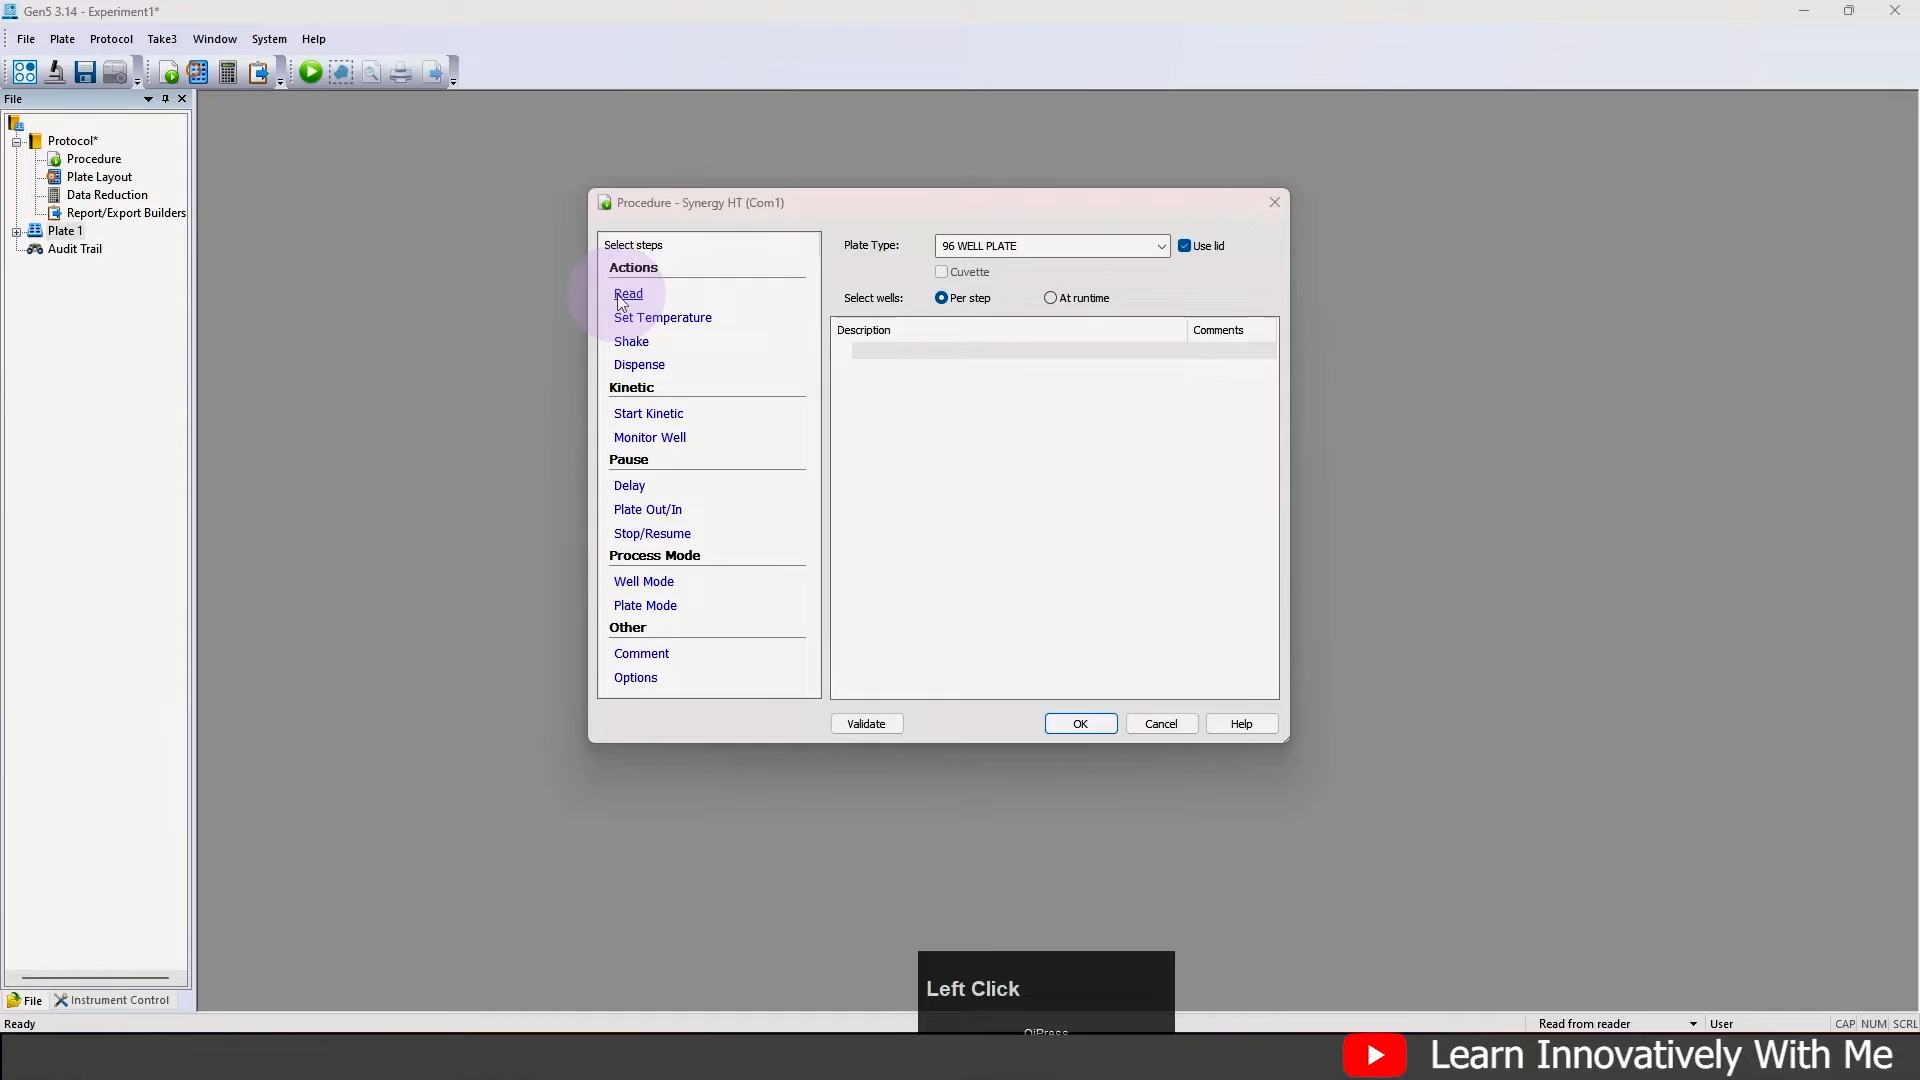 Gen5 3.14 - Experiment1*
File Plate Protocol Take3 Window System Help
File
Protocol*
Procedure
Plate Layout
Data Reduction
Report/Export Builders
Plate 1
Audit Trail
Procedure - Synergy HT (Com1)
Select steps
Actions
Read
Set Temperature
Shake
Dispense
Kinetic
Start Kinetic
Monitor Well
Pause
Delay
Plate Out/In
Stop/Resume
Process Mode
Well Mode
Plate Mode
Other
Comment
Options
Plate Type: 96 WELL PLATE Use lid
Cuvette
Select wells: Per step At runtime
Description Comments
Validate OK Cancel Help
Left Click
QiPress
File Instrument Control
Ready Read from reader User CAP NUM SCRL
Learn Innovatively With Me